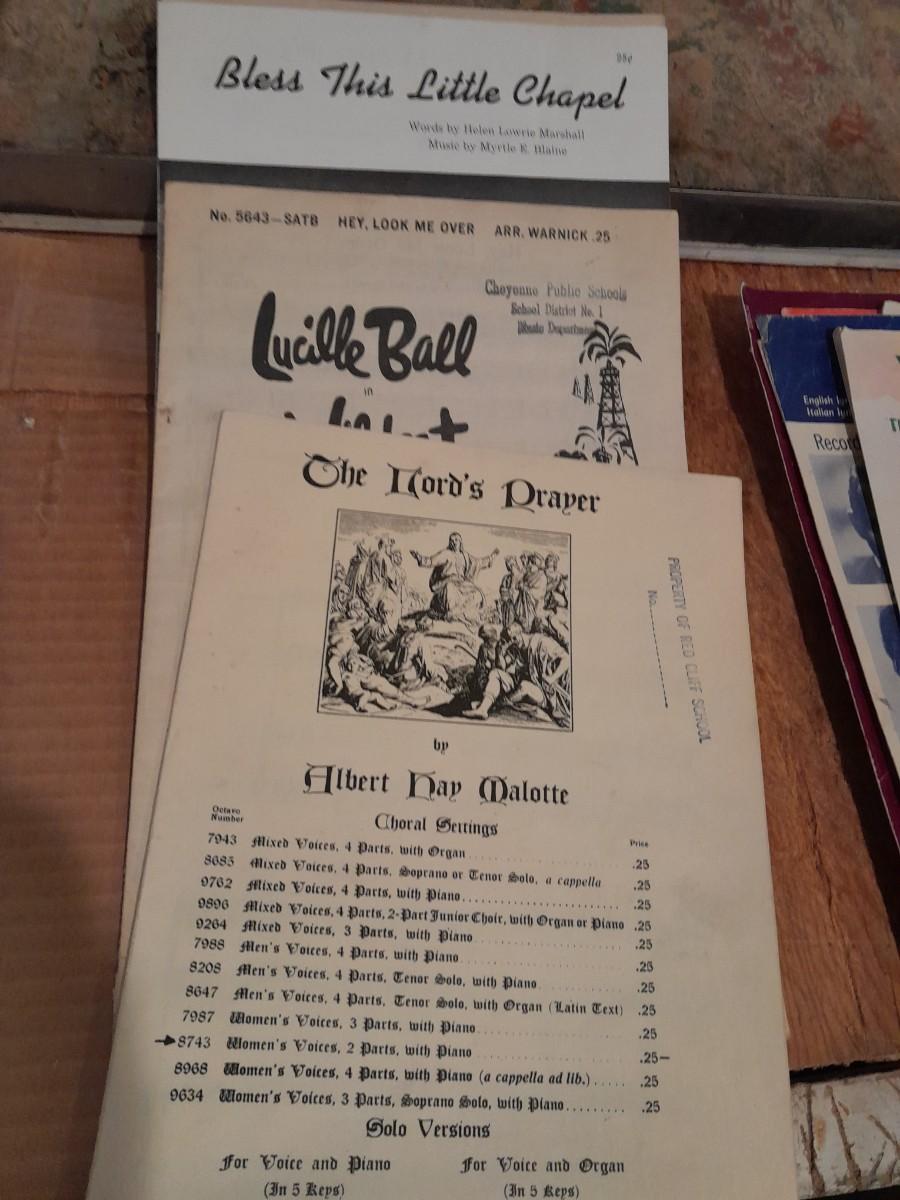 Bless This Little Chapel
Words by Helen Lowrie Marshall
Music by Myrtle E. Blaine
No. 5643—SATB HEY, LOOK ME OVER ARR. WARNICK .25
Cheyenne Public Schools
School District No. 1
Music Department
Lucille Ball
in
The Lord's Prayer
PROPERTY OF RED CLIFF SCHOOL
No.
by
Albert Hay Malotte
Choral Settings
Octavo
Number
Price
7943 Mixed Voices, 4 Parts, with Organ .25
8685 Mixed Voices, 4 Parts, Soprano or Tenor Solo, a cappella .25
9762 Mixed Voices, 4 Parts, with Piano .25
9896 Mixed Voices, 4 Parts, 2-Part Junior Choir, with Organ or Piano .25
9264 Mixed Voices, 3 Parts, with Piano .25
7988 Men's Voices, 4 Parts, with Piano .25
8208 Men's Voices, 4 Parts, Tenor Solo, with Piano .25
8647 Men's Voices, 4 Parts, Tenor Solo, with Organ (Latin Text) .25
7987 Women's Voices, 3 Parts, with Piano .25
→8743 Women's Voices, 2 Parts, with Piano .25—
8968 Women's Voices, 4 Parts, with Piano (a cappella ad lib.) .25
9634 Women's Voices, 3 Parts, Soprano Solo, with Piano .25
Solo Versions
For Voice and Piano
(In 5 Keys)
For Voice and Organ
(In 5 Keys)
English
Italian
Record